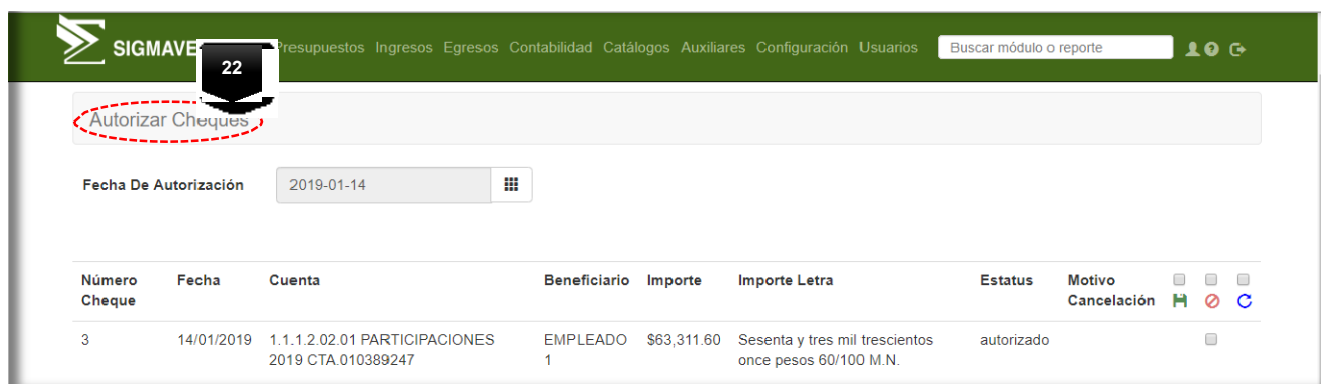 SIGMAVE Presupuestos Ingresos Egresos Contabilidad Catálogos Auxiliares Configuración Usuarios Buscar módulo o reporte
22
Autorizar Cheques
Fecha De Autorización 2019-01-14
Número Fecha Cuenta Beneficiario Importe Importe Letra Estatus Motivo
Cheque Cancelación
3 14/01/2019 1.1.1.2.02.01 PARTICIPACIONES EMPLEADO $63,311.60 Sesenta y tres mil trescientos autorizado
2019 CTA.010389247 1 once pesos 60/100 M.N.